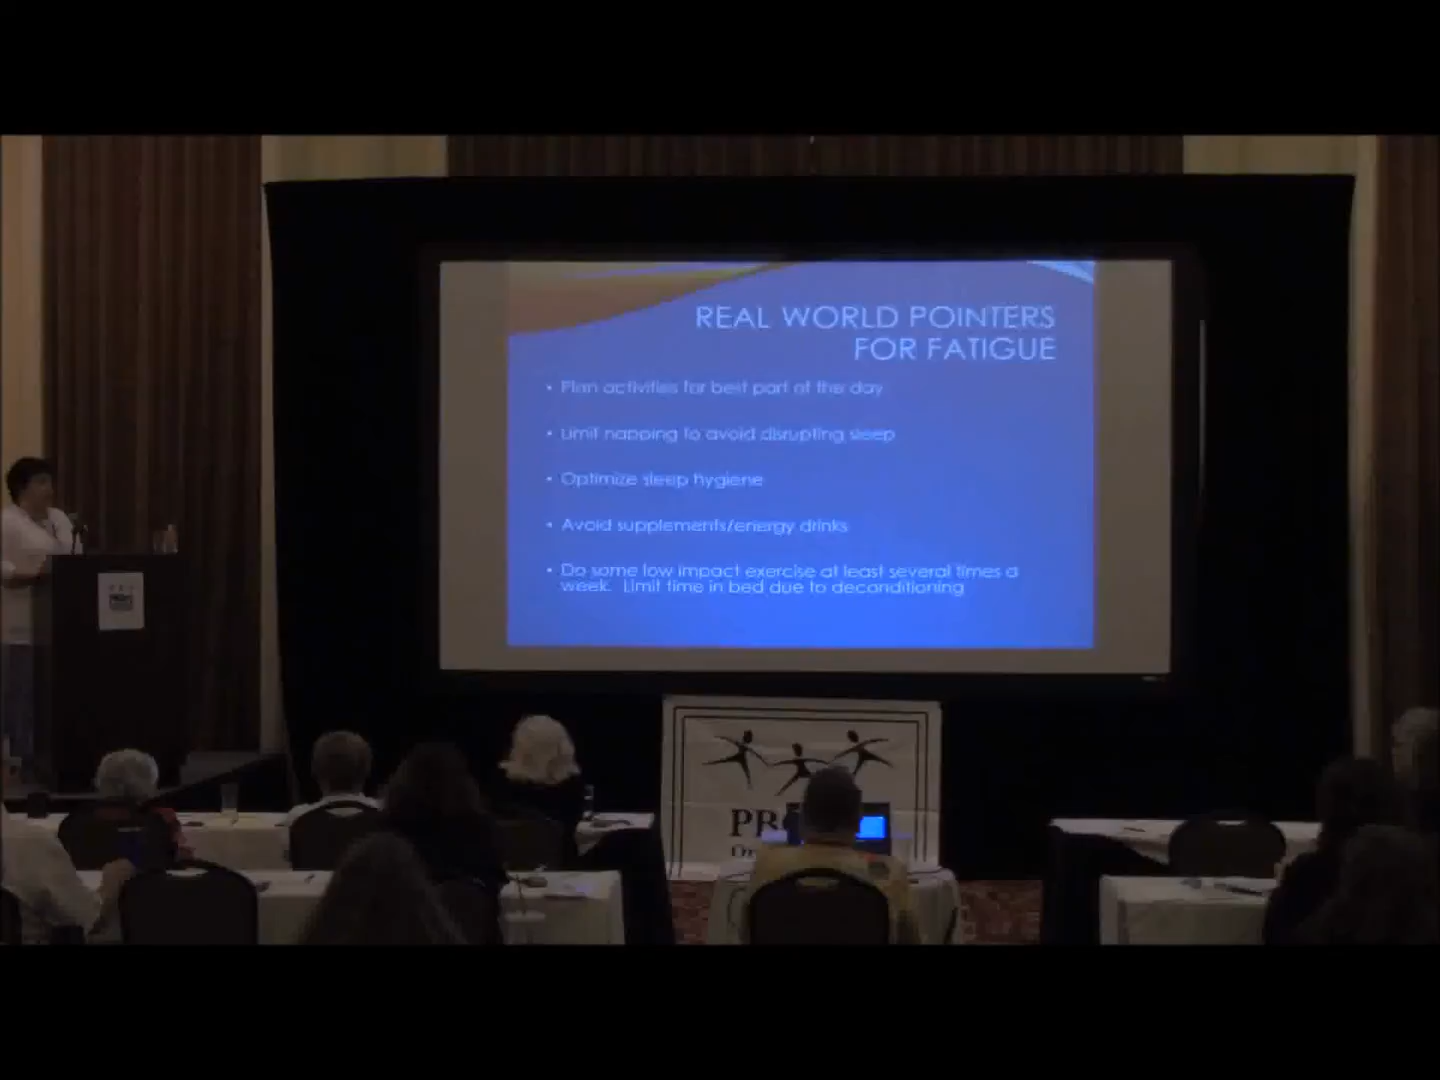 REAL WORLD POINTERS
FOR FATIGUE
• Plan activities for best part of the day
• Limit napping to avoid disrupting sleep
• Optimize sleep hygiene
• Avoid supplements/energy drinks
• Do some low impact exercise at least several times a
week. Limit time in bed due to deconditioning